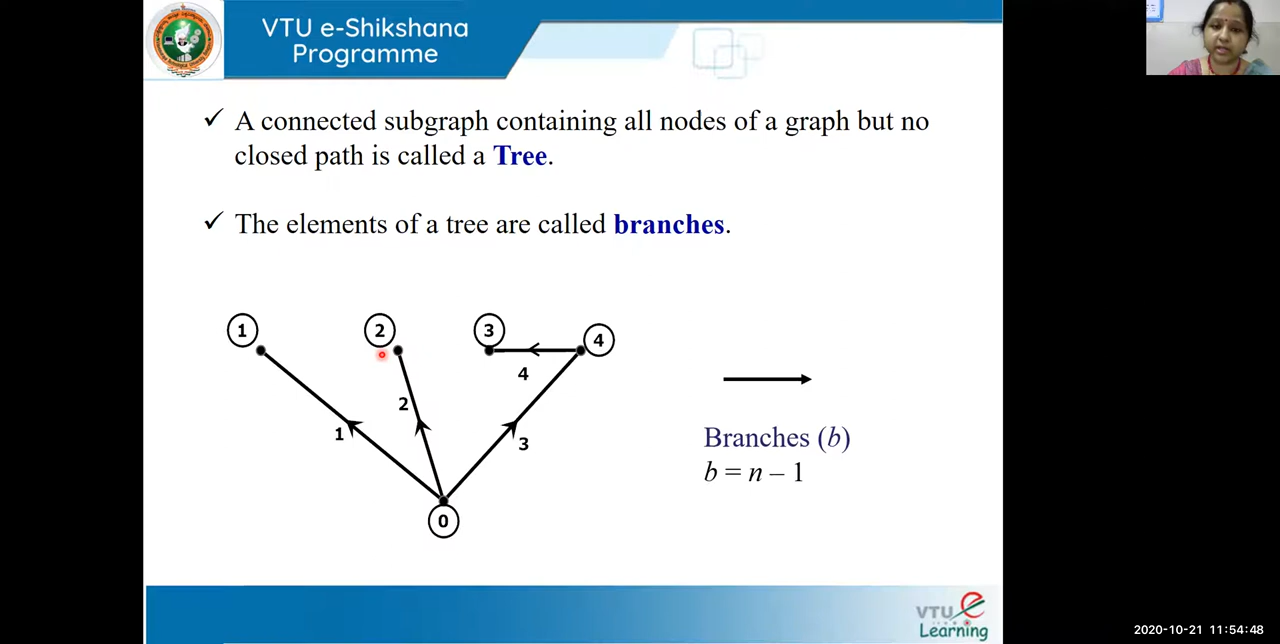 VTU e-Shikshana
Programme
✓ A connected subgraph containing all nodes of a graph but no
closed path is called a Tree.
✓ The elements of a tree are called branches.
1
2
3
4
4
2
1
3
0
Branches (b)
b = n – 1
VTU e
Learning
2020-10-21 11:54:48